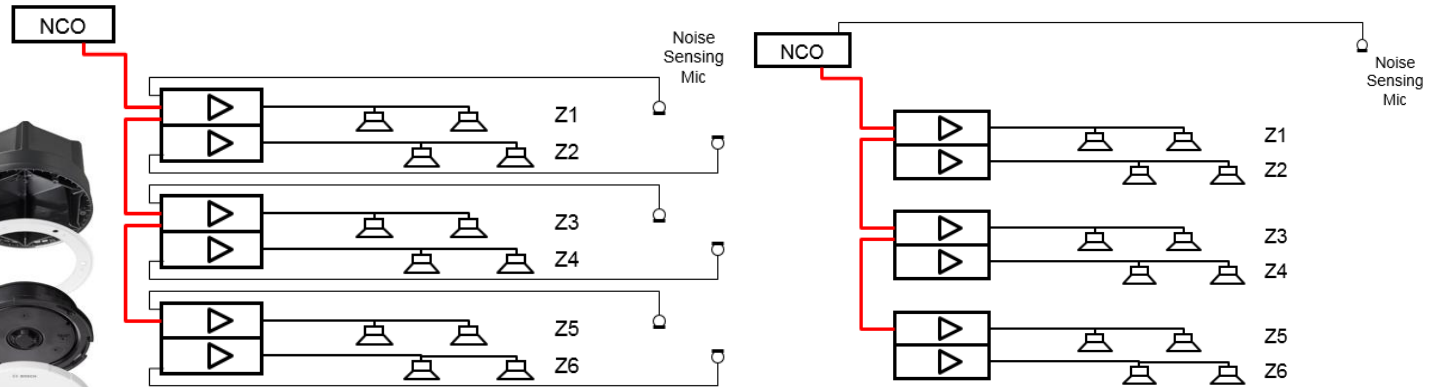 NCO
Noise
Sensing
Mic
Z1
Z2
Z3
Z4
Z5
Z6
NCO
Noise
Sensing
Mic
Z1
Z2
Z3
Z4
Z5
Z6